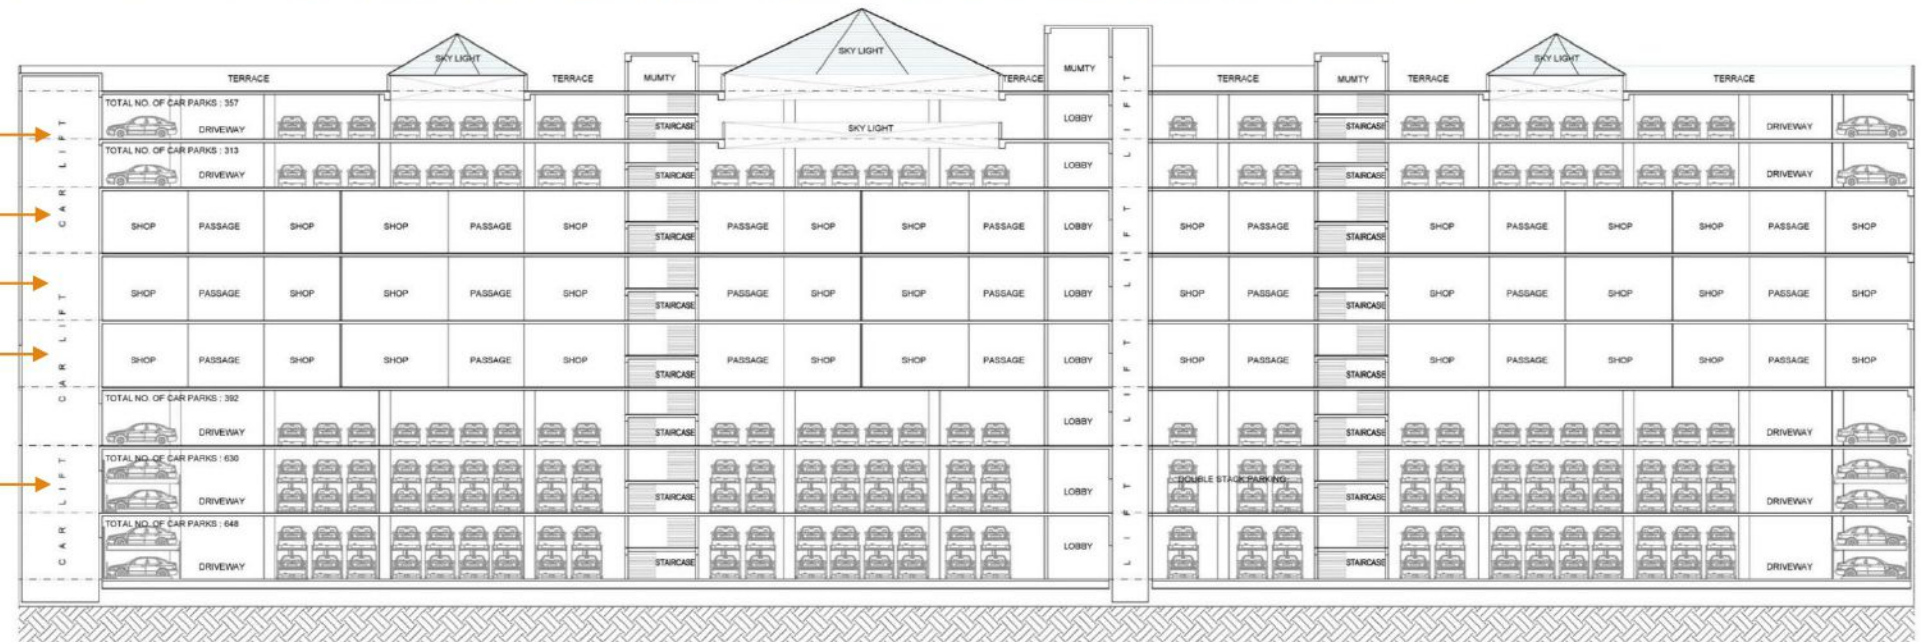 SKY LIGHT
SKY LIGHT
SKY LIGHT
TERRACE TERRACE MUMTY TERRACE MUMTY TERRACE MUMTY TERRACE TERRACE
TOTAL NO. OF CAR PARKS : 357
DRIVEWAY STAIRCASE SKY LIGHT LOBBY STAIRCASE DRIVEWAY
TOTAL NO. OF CAR PARKS : 313
DRIVEWAY STAIRCASE LOBBY STAIRCASE DRIVEWAY
SHOP PASSAGE SHOP SHOP PASSAGE SHOP STAIRCASE PASSAGE SHOP SHOP PASSAGE LOBBY SHOP PASSAGE STAIRCASE SHOP PASSAGE SHOP SHOP PASSAGE SHOP
SHOP PASSAGE SHOP SHOP PASSAGE SHOP STAIRCASE PASSAGE SHOP SHOP PASSAGE LOBBY SHOP PASSAGE STAIRCASE SHOP PASSAGE SHOP SHOP PASSAGE SHOP
SHOP PASSAGE SHOP SHOP PASSAGE SHOP STAIRCASE PASSAGE SHOP SHOP PASSAGE LOBBY SHOP PASSAGE STAIRCASE SHOP PASSAGE SHOP SHOP PASSAGE SHOP
TOTAL NO. OF CAR PARKS : 392
DRIVEWAY STAIRCASE LOBBY STAIRCASE DRIVEWAY
TOTAL NO. OF CAR PARKS : 630
DOUBLE STACK PARKING
DRIVEWAY STAIRCASE LOBBY STAIRCASE DRIVEWAY
TOTAL NO. OF CAR PARKS : 648
DRIVEWAY STAIRCASE LOBBY STAIRCASE DRIVEWAY
CAR LIFT
CAR LIFT
CAR LIFT
LIFT
LIFT
LIFT
LIFT